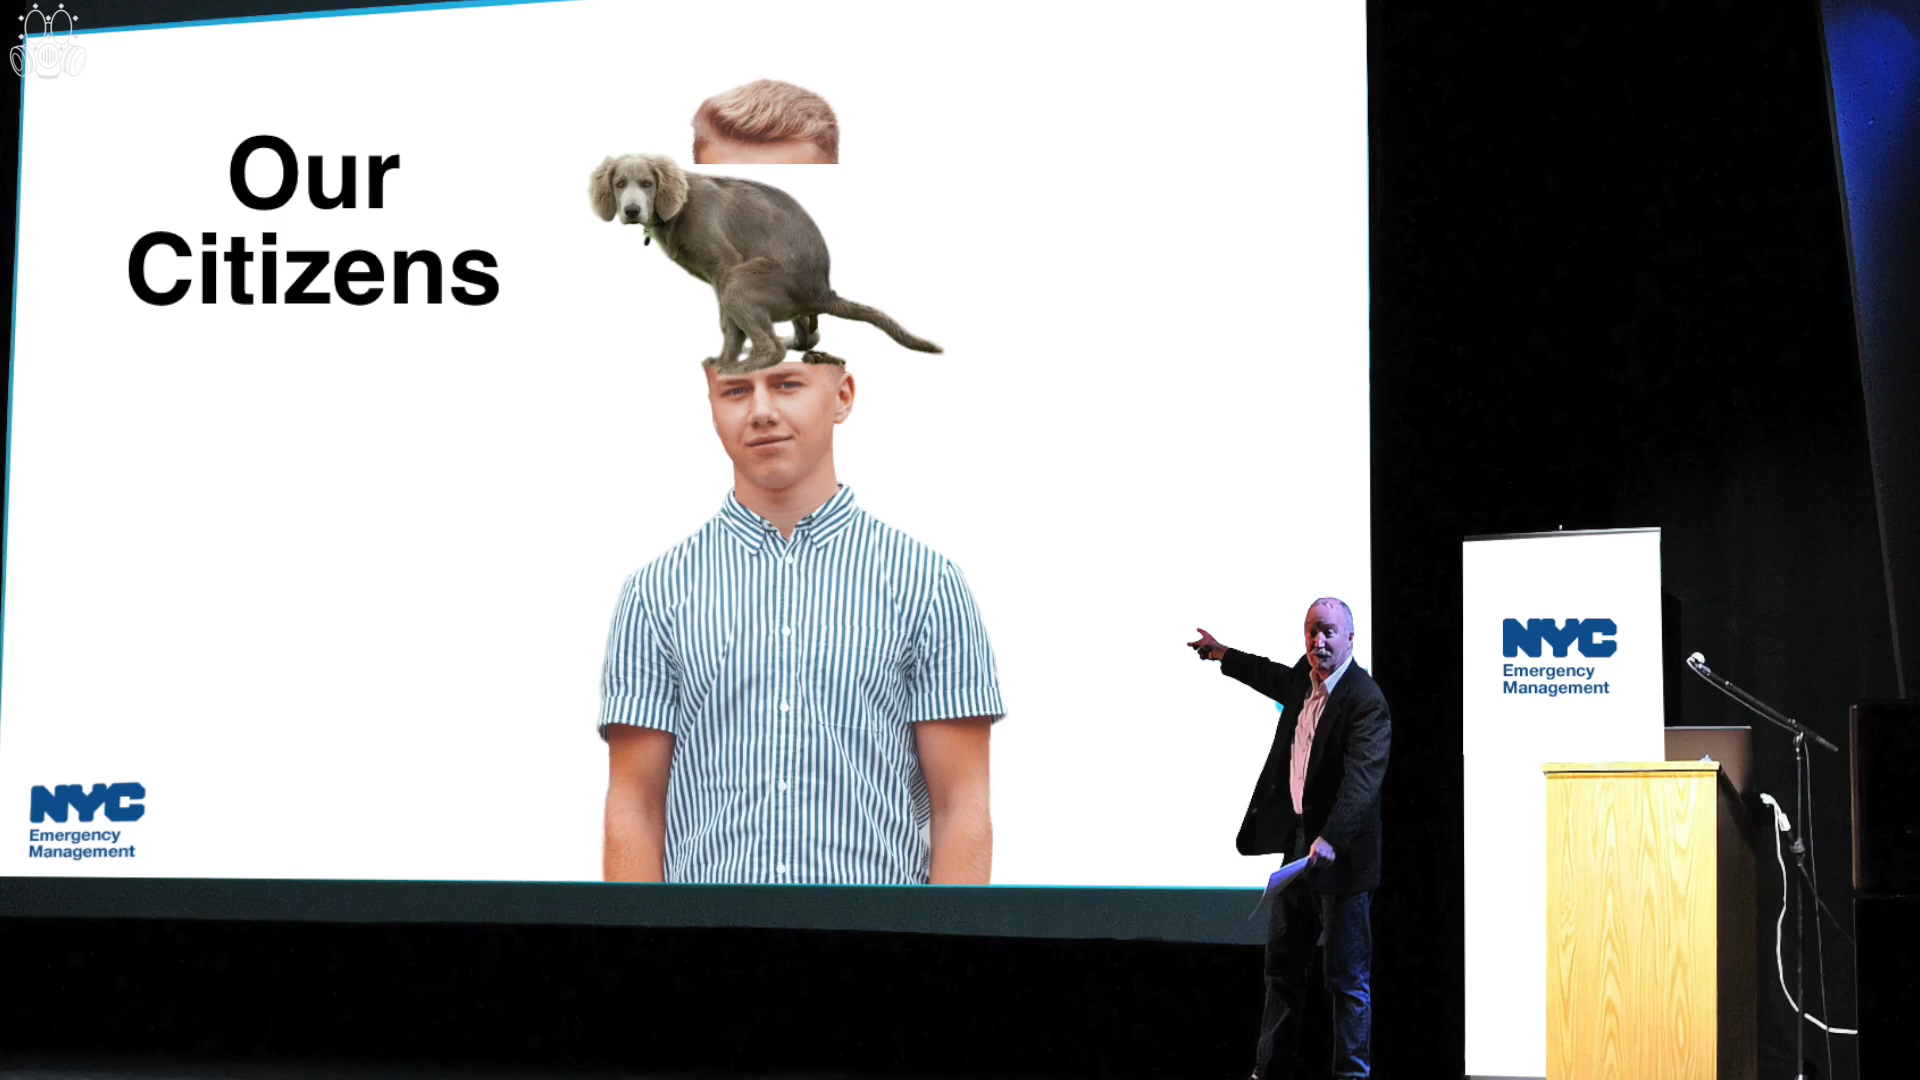 Our
Citizens
NYC
Emergency
Management
NYC
Emergency
Management